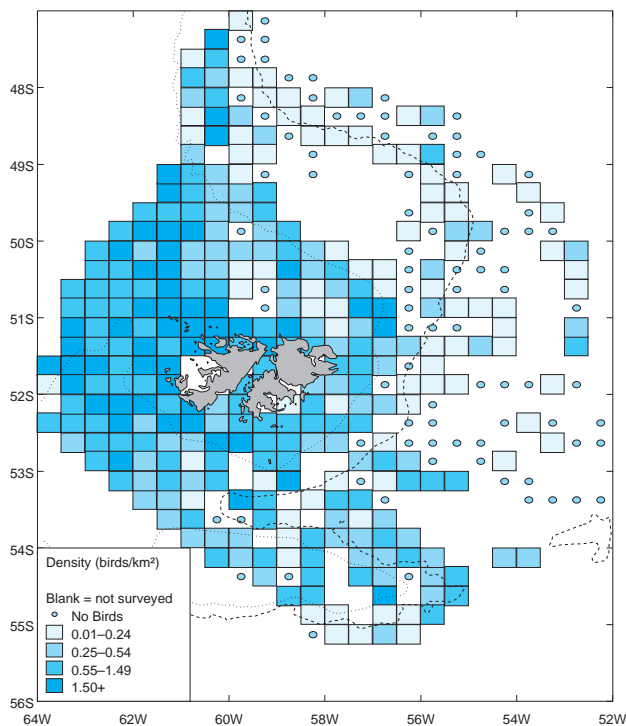 48S
49S
50S
51S
52S
53S
54S
55S
56S
Density (birds/km²)
Blank = not surveyed
No Birds
0.01–0.24
0.25–0.54
0.55–1.49
1.50+
64W 62W 60W 58W 56W 54W 52W